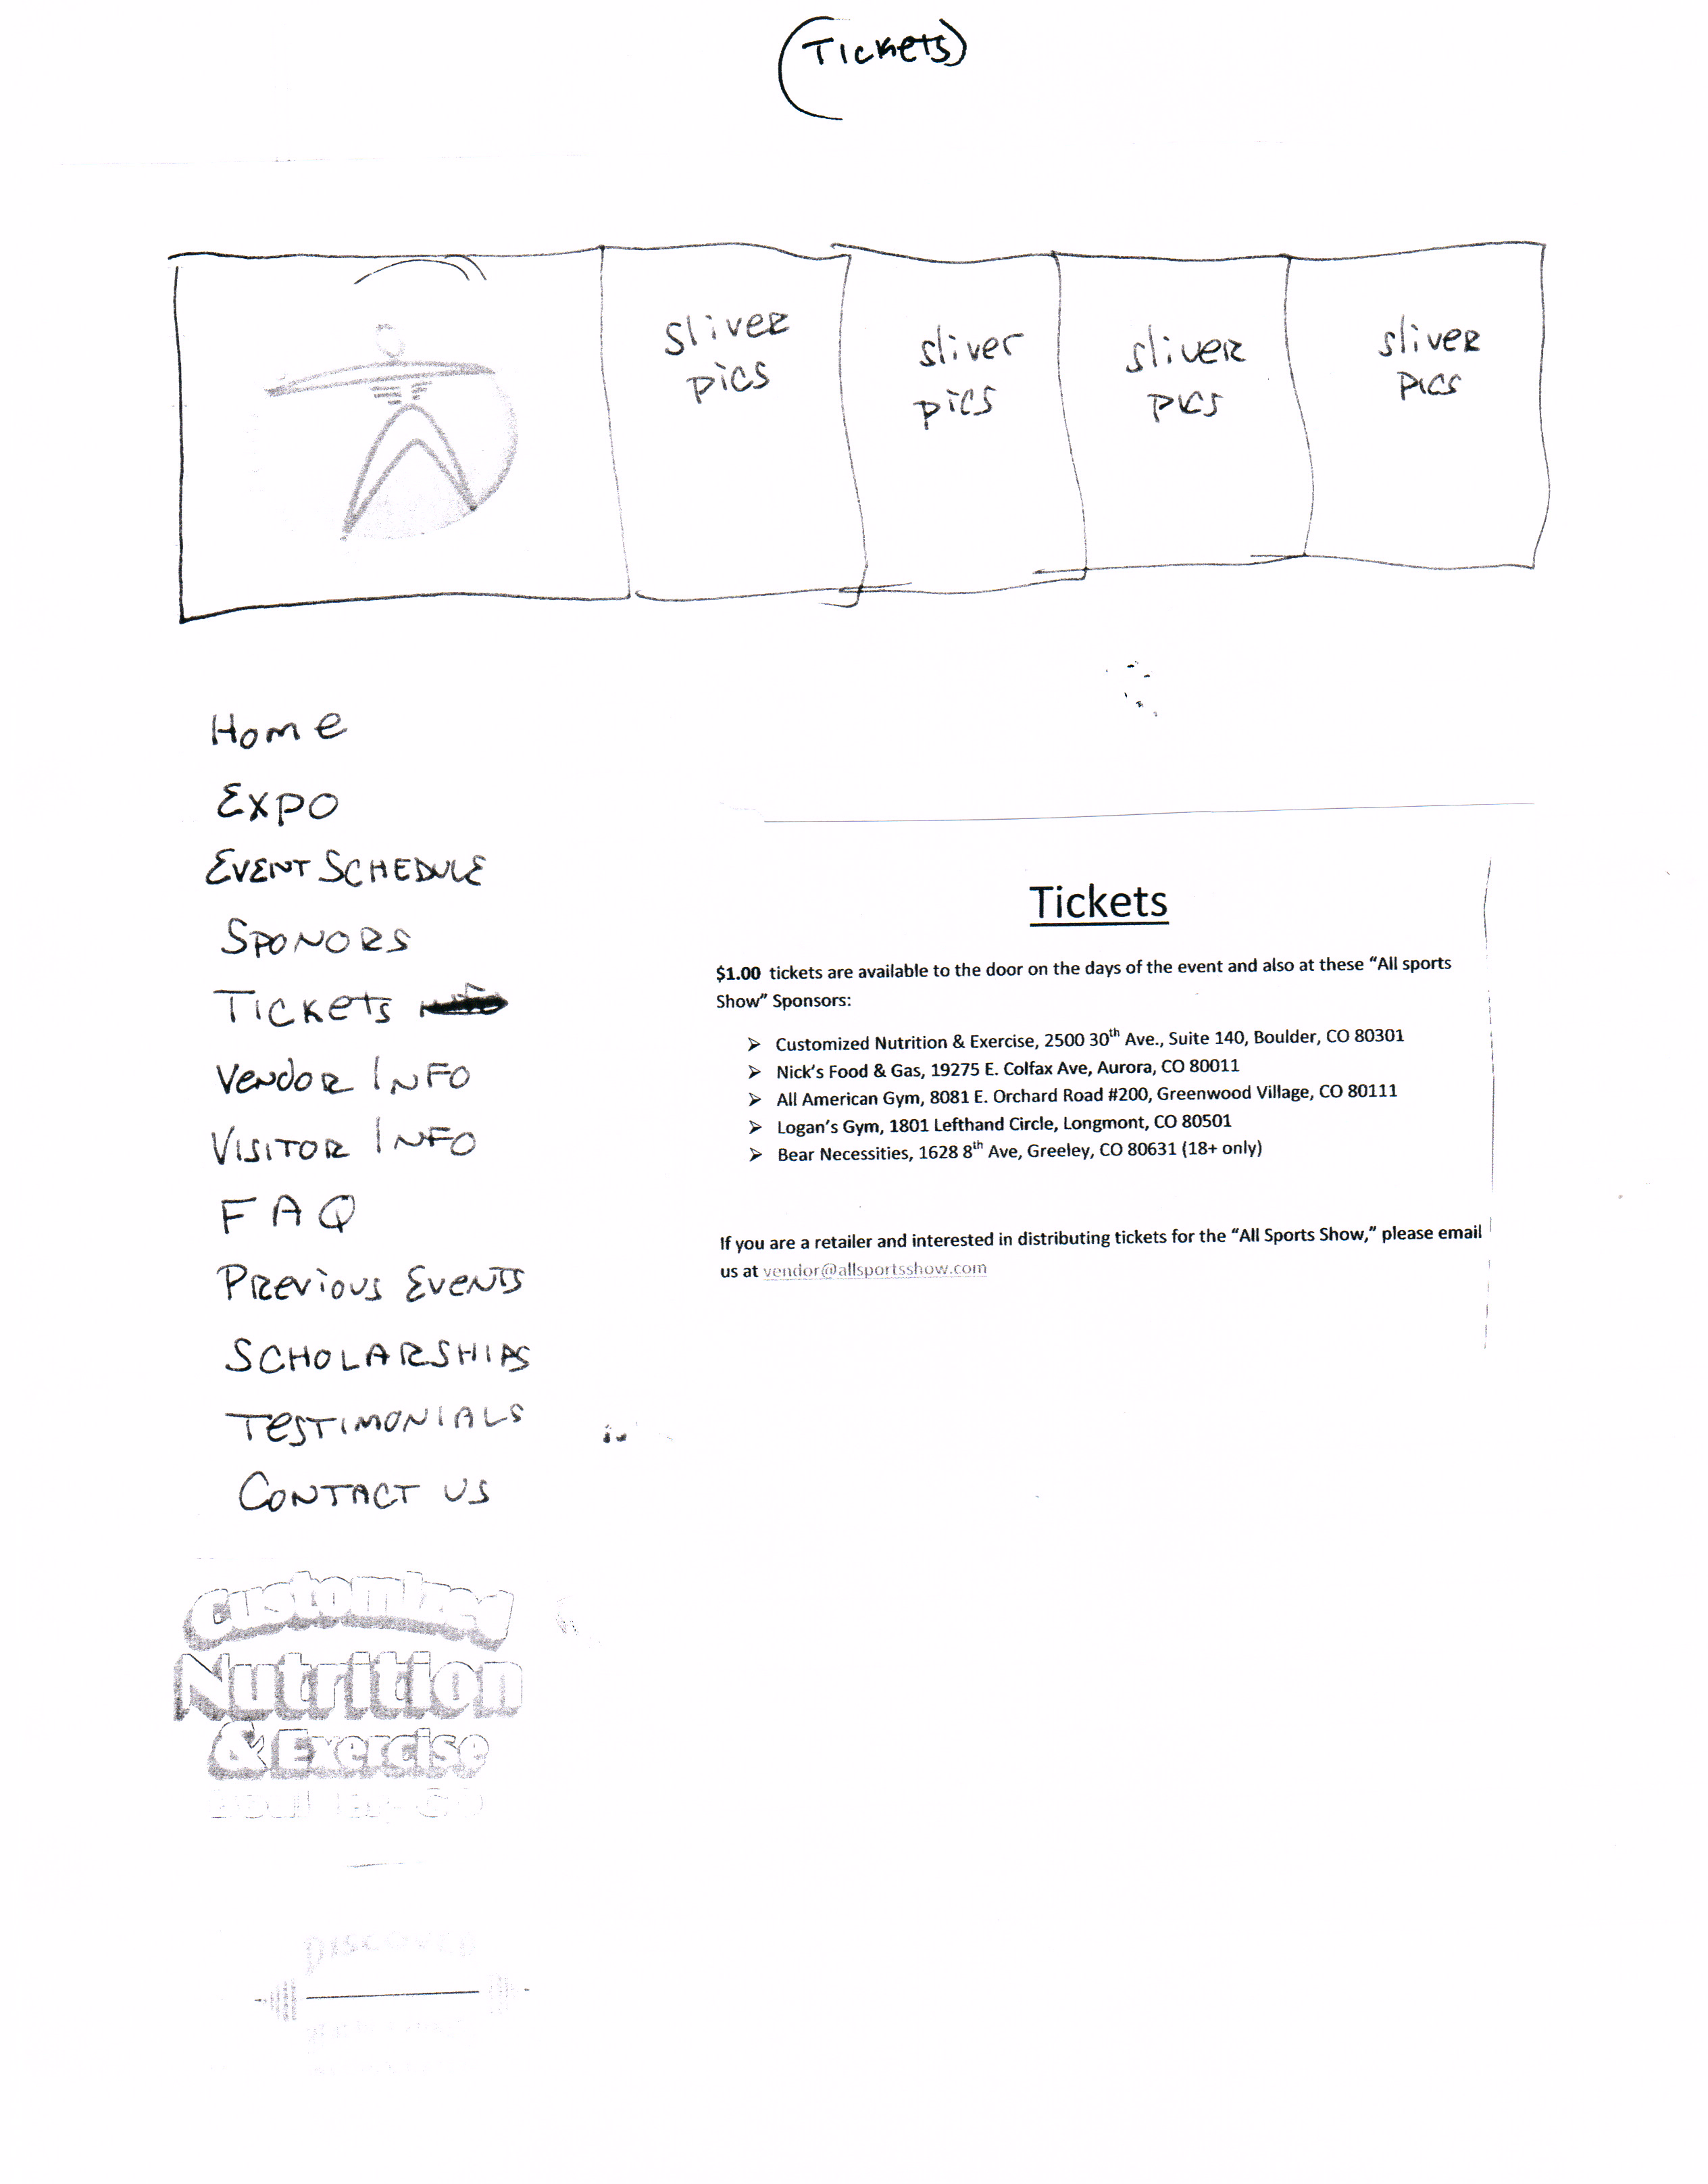 (Tickets)
Sliver pics
sliver pics
sliver pics
sliver pics
Home
Expo
EVENT SCHEDULE
SPONORS
TICKETS
VENDOR INFO
VISITOR INFO
FAQ
PREVIOUS EVENTS
SCHOLARSHIPS
TESTIMONIALS
CONTACT US
Tickets
$1.00 tickets are available to the door on the days of the event and also at these “All sports
Show” Sponsors:
➢ Customized Nutrition & Exercise, 2500 30th Ave., Suite 140, Boulder, CO 80301
➢ Nick’s Food & Gas, 19275 E. Colfax Ave, Aurora, CO 80011
➢ All American Gym, 8081 E. Orchard Road #200, Greenwood Village, CO 80111
➢ Logan’s Gym, 1801 Lefthand Circle, Longmont, CO 80501
➢ Bear Necessities, 1628 8th Ave, Greeley, CO 80631 (18+ only)
If you are a retailer and interested in distributing tickets for the “All Sports Show,” please email
us at vendor@allsportsshow.com
Customized
Nutrition
& Exercise
DISCOVER